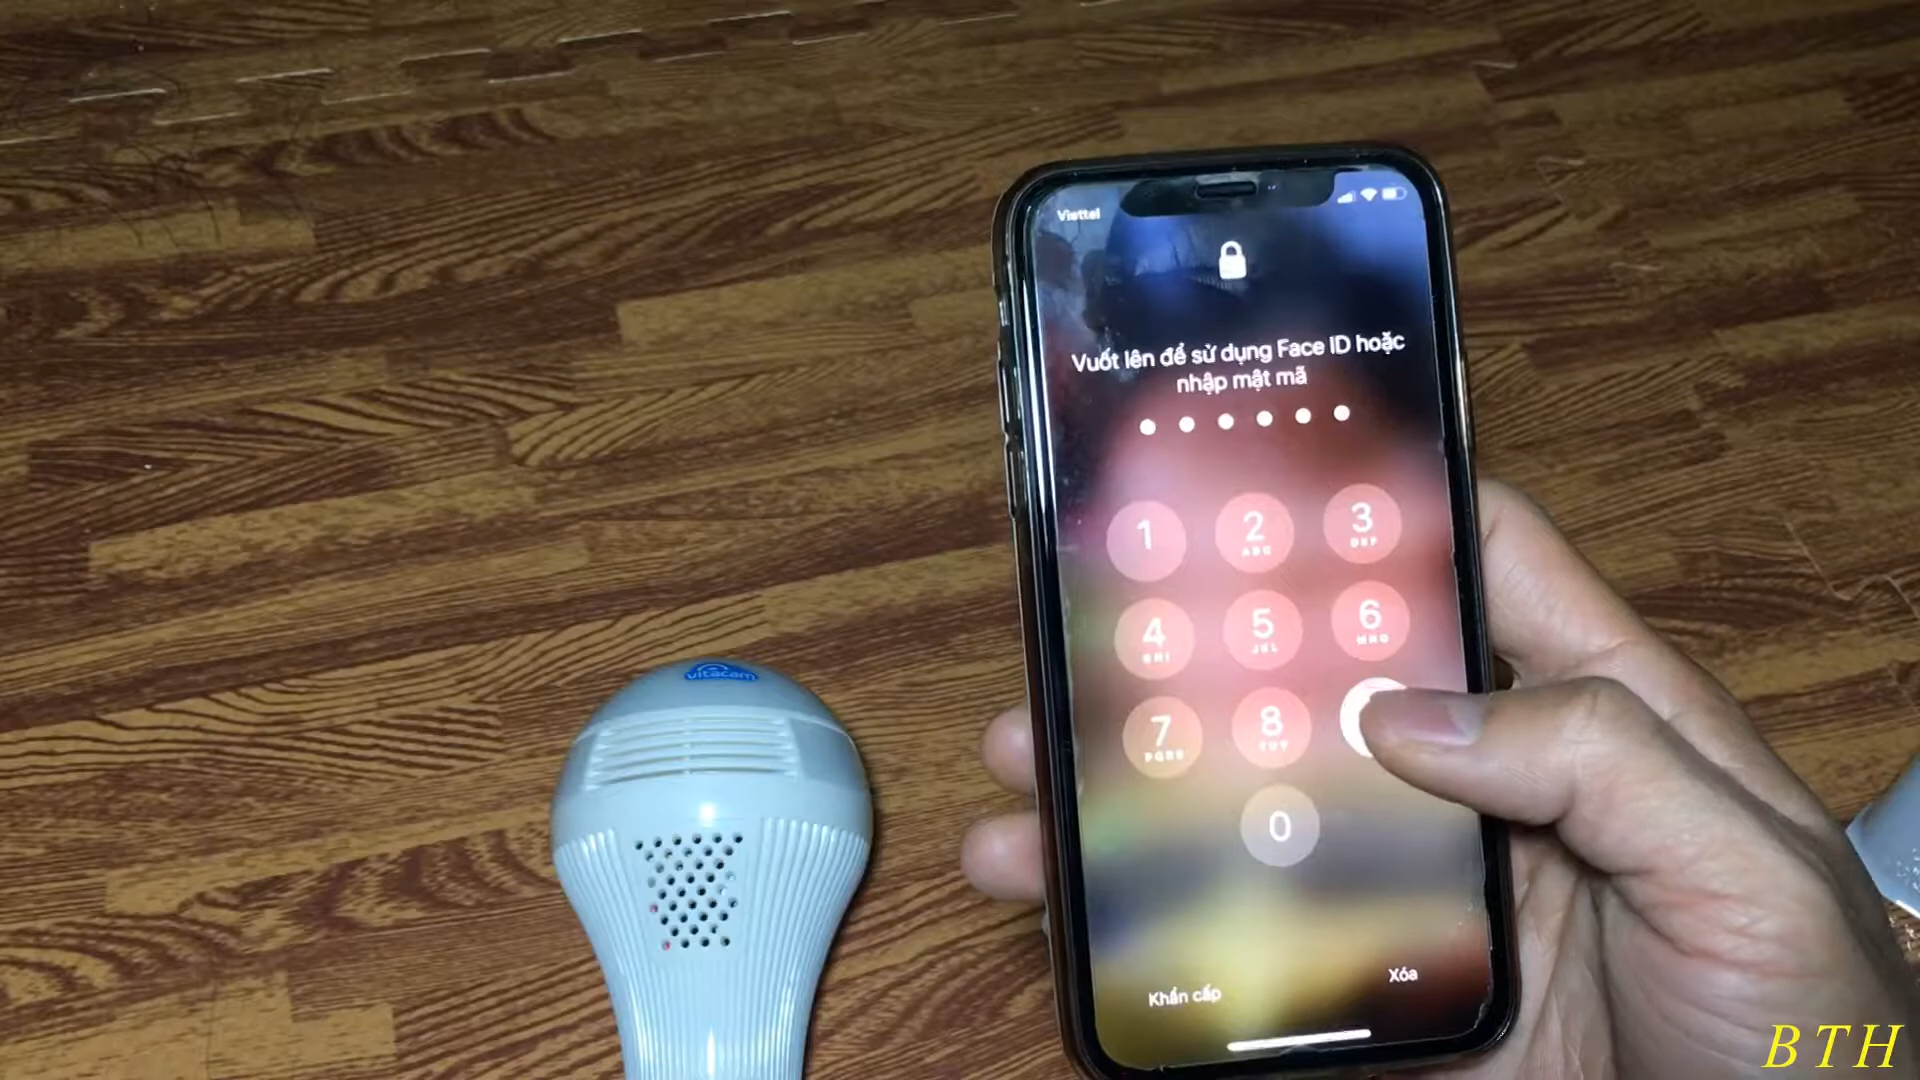 Viettel
Vuốt lên để sử dụng Face ID hoặc
nhập mật mã
1
2
ABC
3
DEF
4
GHI
5
JKL
6
MNO
7
PQRS
8
TUV
0
Khẩn cấp
Xóa
vitacam
BTH